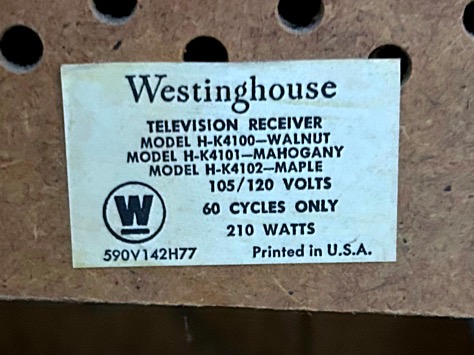 Westinghouse
TELEVISION RECEIVER
MODEL H-K4100—WALNUT
MODEL H-K4101—MAHOGANY
MODEL H-K4102—MAPLE
105/120 VOLTS
W
60 CYCLES ONLY
210 WATTS
590V142H77 Printed in U.S.A.